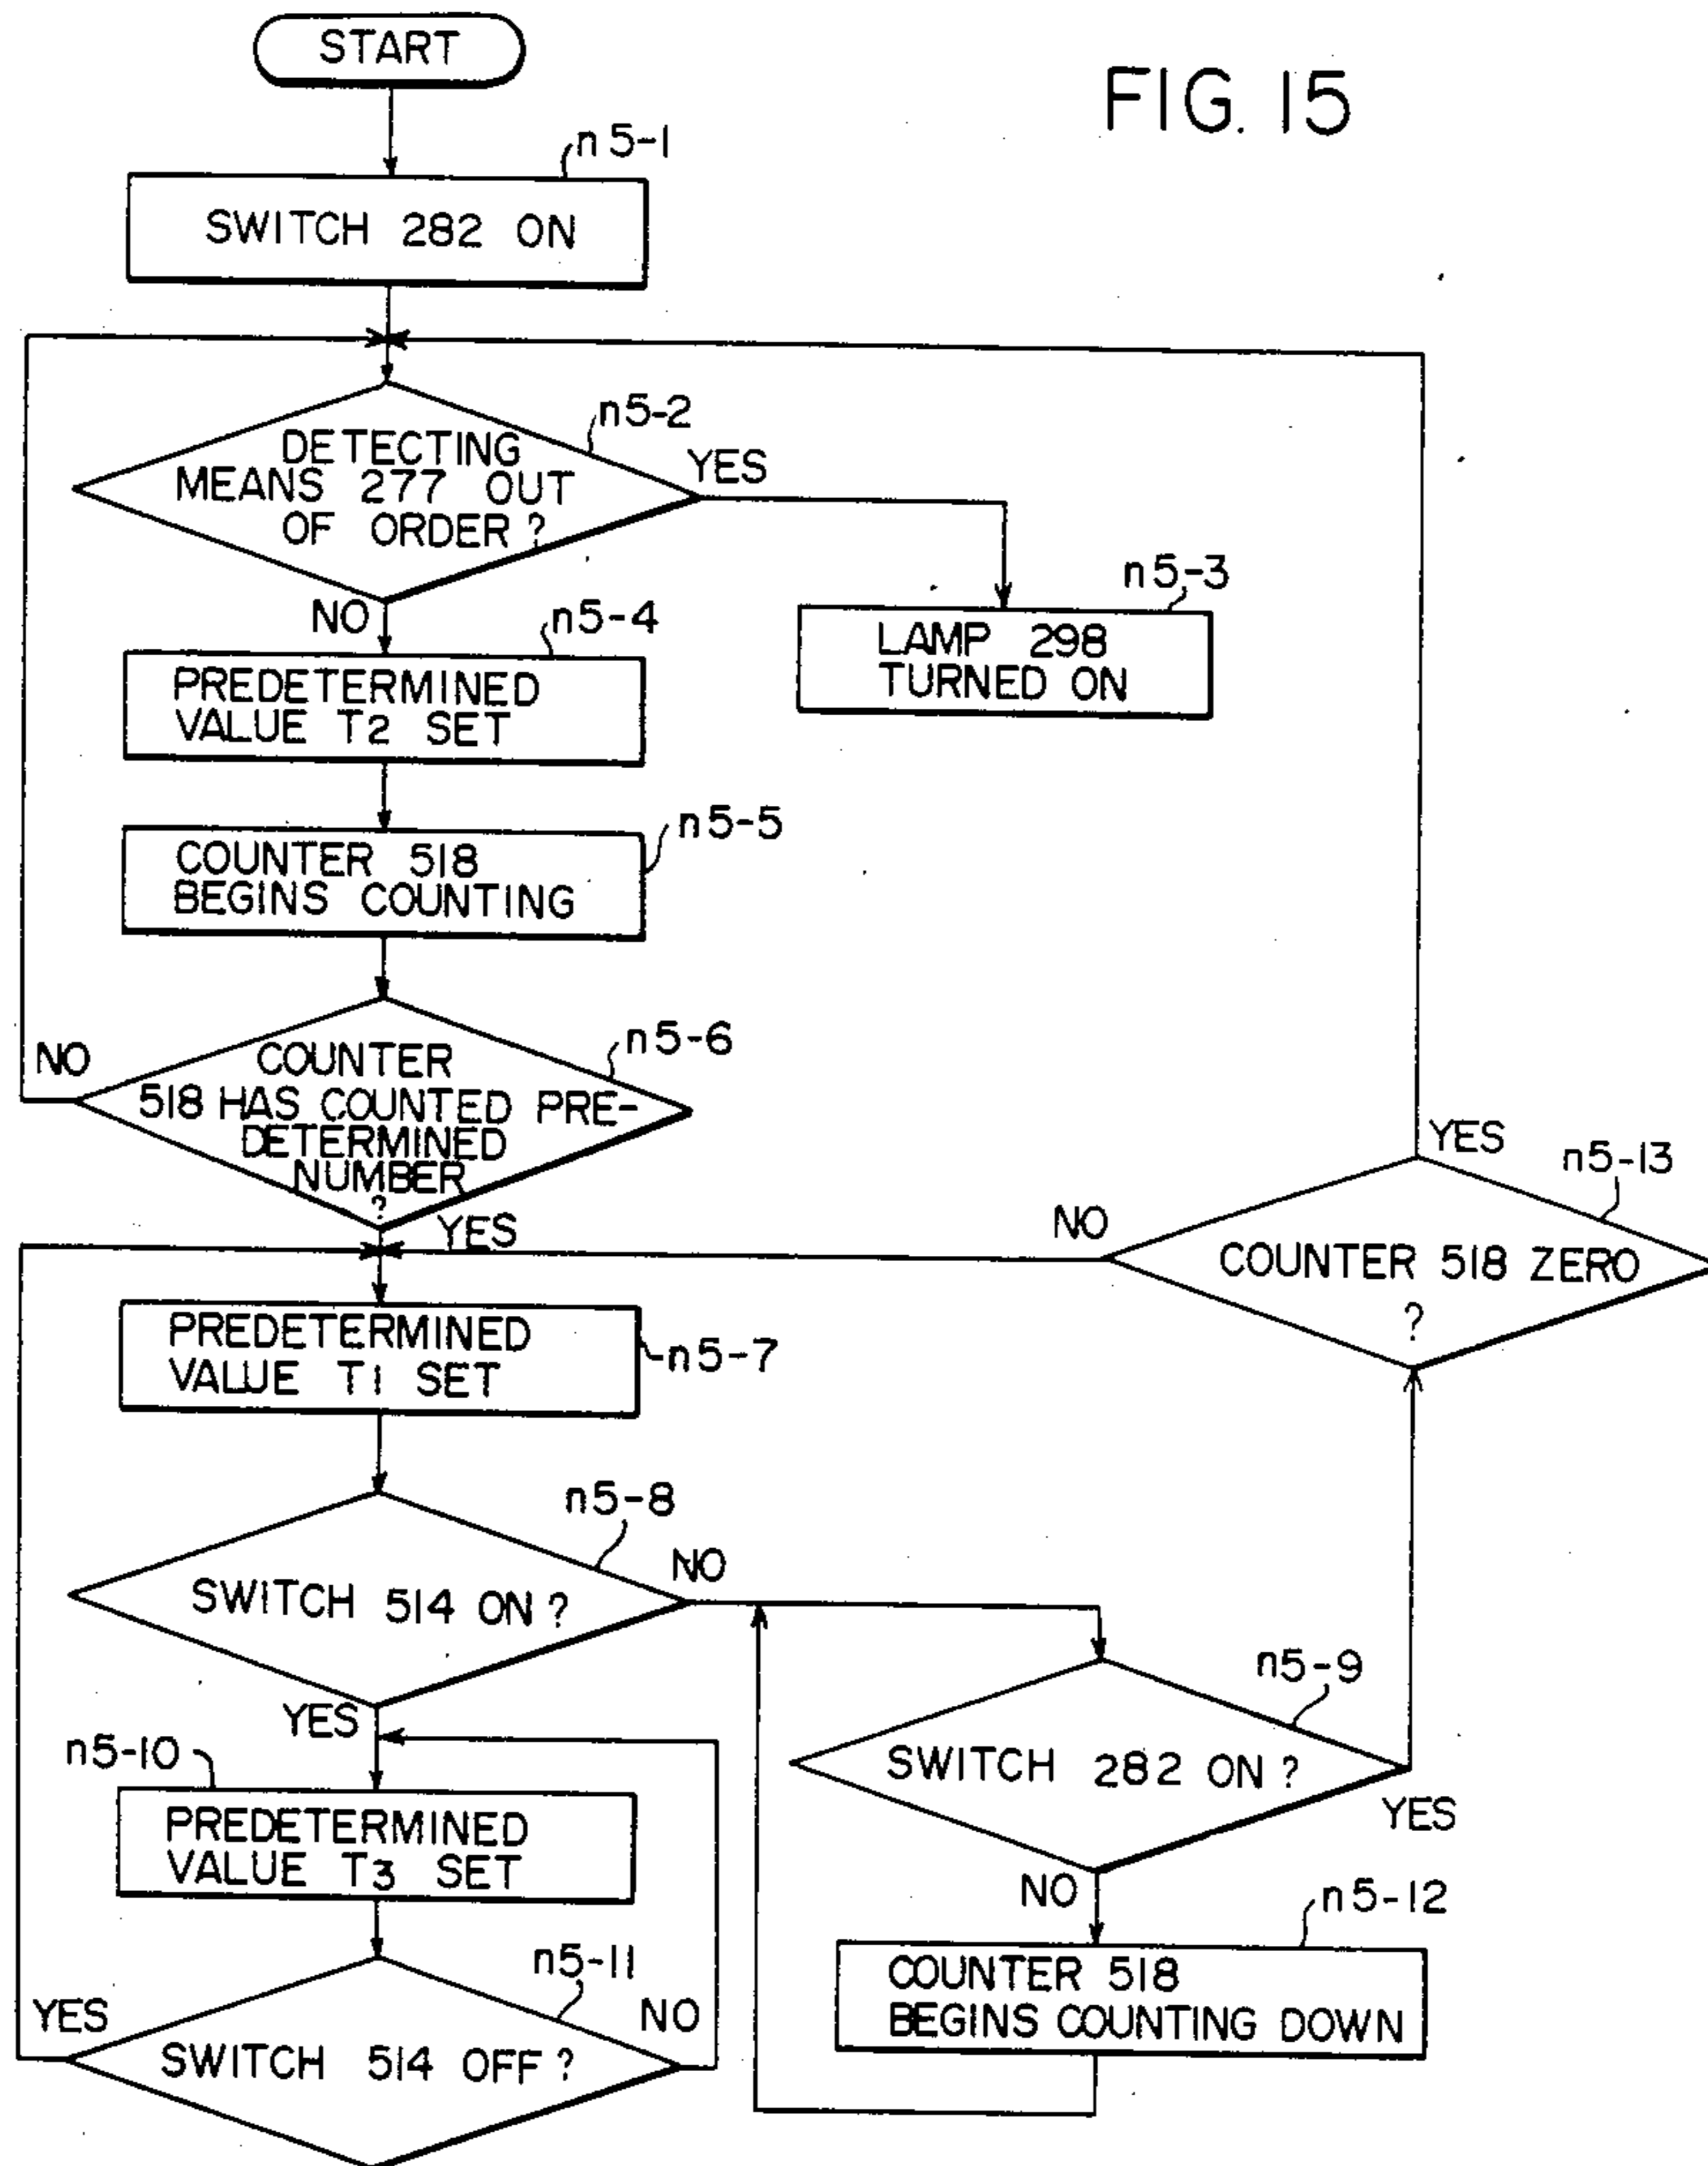 START
FIG. 15
n5-1
SWITCH 282 ON
n5-2
DETECTING
MEANS 277 OUT
OF ORDER ?
YES
NO
n5-3
LAMP 298
TURNED ON
n5-4
PREDETERMINED
VALUE T2 SET
n5-5
COUNTER 518
BEGINS COUNTING
n5-6
NO
COUNTER
518 HAS COUNTED PRE-
DETERMINED
NUMBER
?
YES
YES
n5-13
NO
COUNTER 518 ZERO
?
PREDETERMINED
VALUE T1 SET
n5-7
n5-8
NO
SWITCH 514 ON ?
YES
n5-9
SWITCH 282 ON ?
YES
NO
n5-10
PREDETERMINED
VALUE T3 SET
n5-12
COUNTER 518
BEGINS COUNTING DOWN
n5-11
YES
NO
SWITCH 514 OFF ?